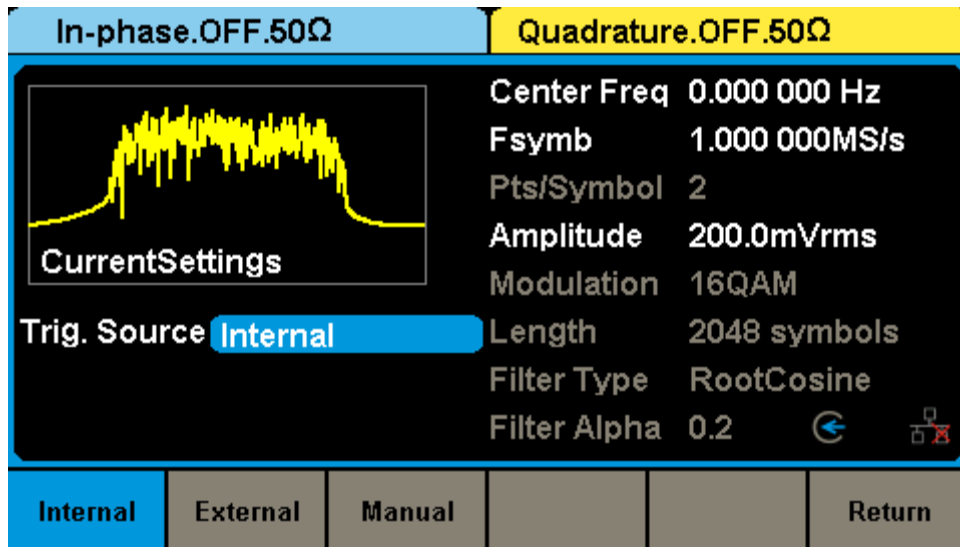 In-phase.OFF.50Ω
Quadrature.OFF.50Ω
CurrentSettings
Trig. Source Internal
Center Freq 0.000 000 Hz
Fsymb 1.000 000MS/s
Pts/Symbol 2
Amplitude 200.0mVrms
Modulation 16QAM
Length 2048 symbols
Filter Type RootCosine
Filter Alpha 0.2
Internal
External
Manual
Return